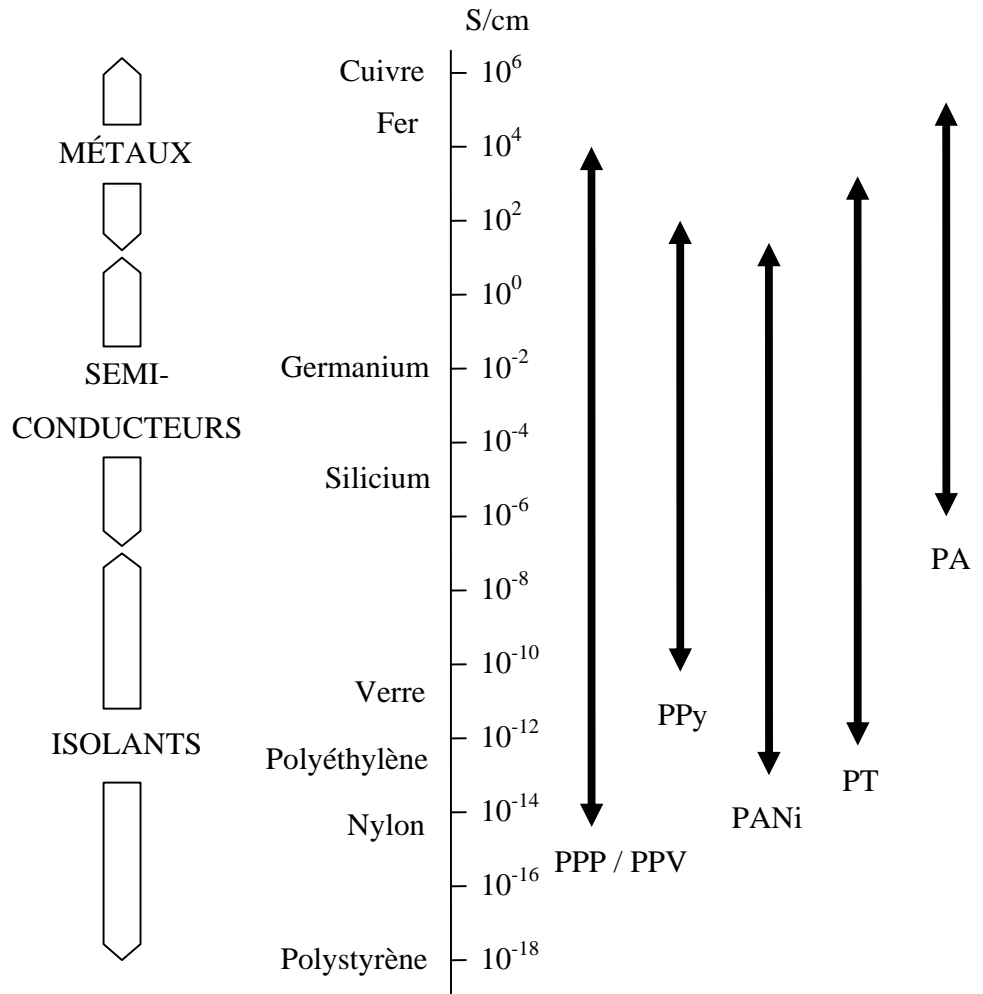 S/cm
Cuivre
10^6
Fer
MÉTAUX
10^4
10^2
10^0
Germanium
10^-2
SEMI-
CONDUCTEURS
10^-4
Silicium
10^-6
PA
10^-8
10^-10
Verre
PPy
10^-12
ISOLANTS
Polyéthylène
PT
10^-14
Nylon
PANi
PPP / PPV
10^-16
Polystyrène
10^-18